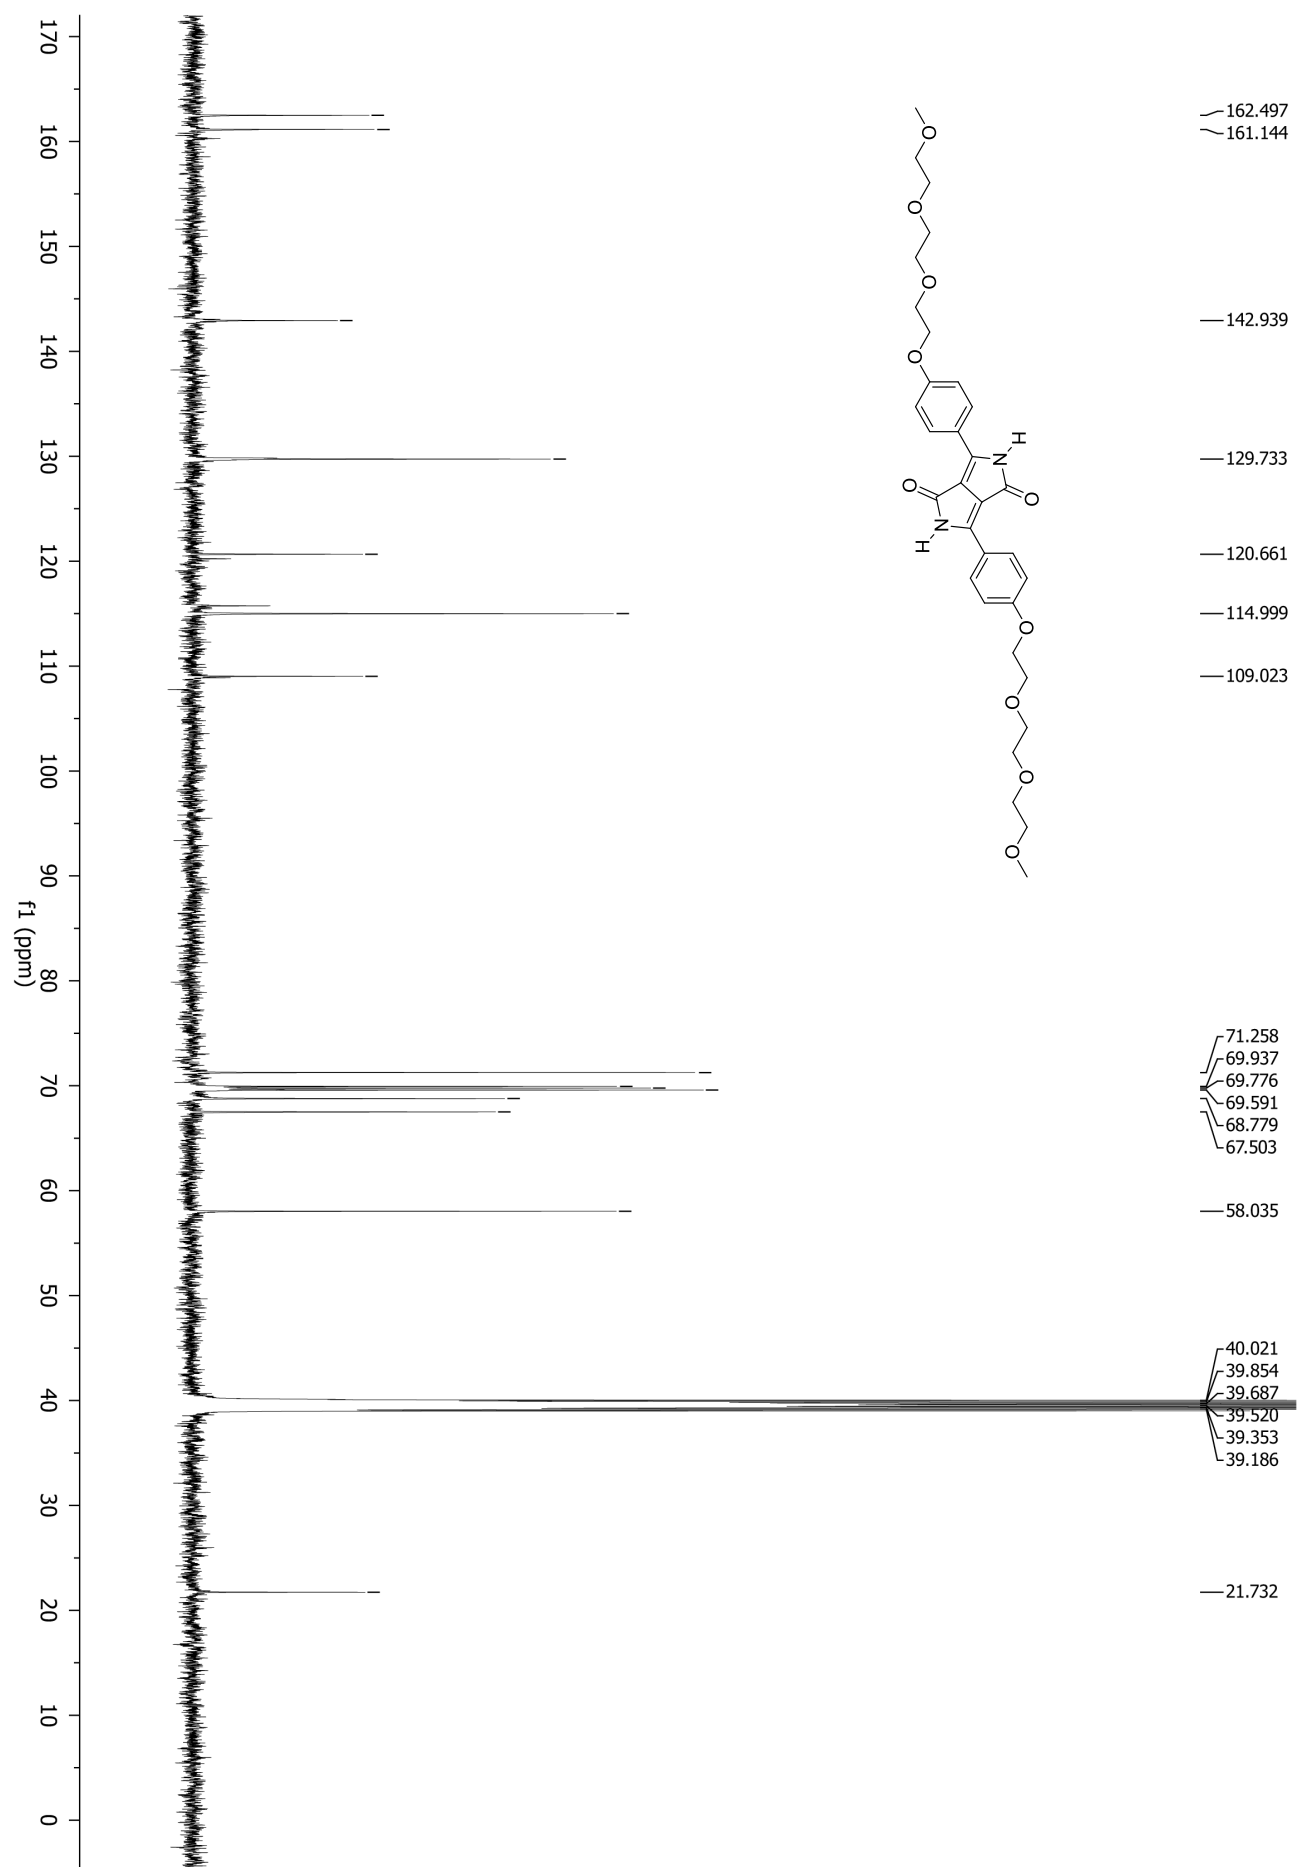 162.497
161.144
142.939
129.733
120.661
114.999
109.023
71.258
69.937
69.776
69.591
68.779
67.503
58.035
40.021
39.854
39.687
39.520
39.353
39.186
21.732
O
O
O
O
H
N
O
O
N
H
O
O
O
O
170 160 150 140 130 120 110 100 90 80 70 60 50 40 30 20 10 0
f1 (ppm)